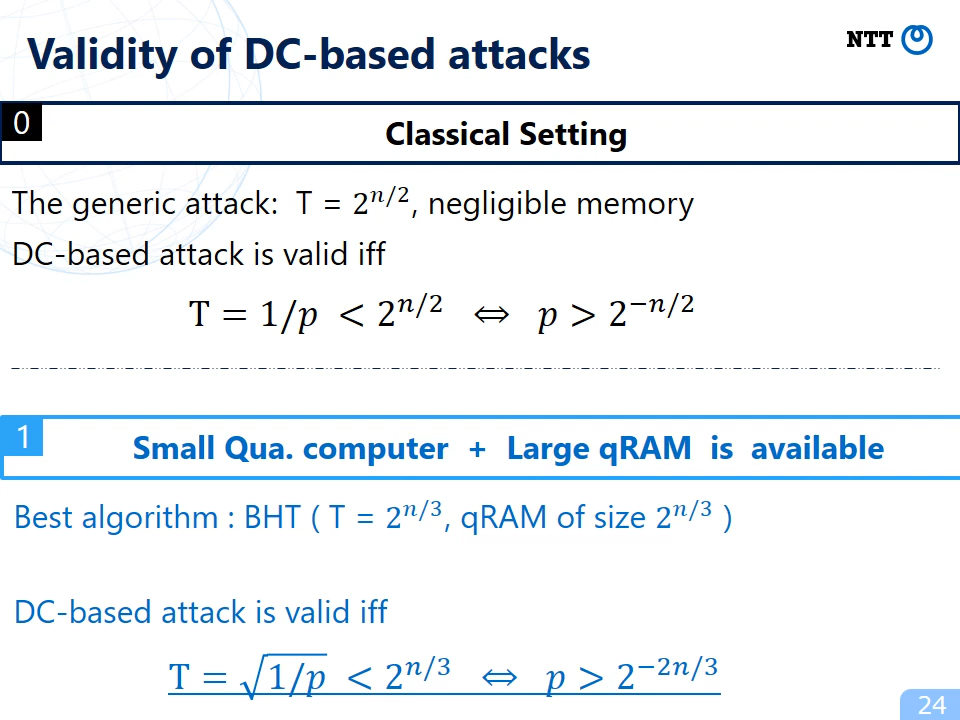 Validity of DC-based attacks
NTT
0
Classical Setting
The generic attack: T = 2^{n/2}, negligible memory
DC-based attack is valid iff
T = 1/p < 2^{n/2} ⇔ p > 2^{−n/2}
1
Small Qua. computer + Large qRAM is available
Best algorithm : BHT ( T = 2^{n/3}, qRAM of size 2^{n/3} )
DC-based attack is valid iff
T = √(1/p) < 2^{n/3} ⇔ p > 2^{−2n/3}
24